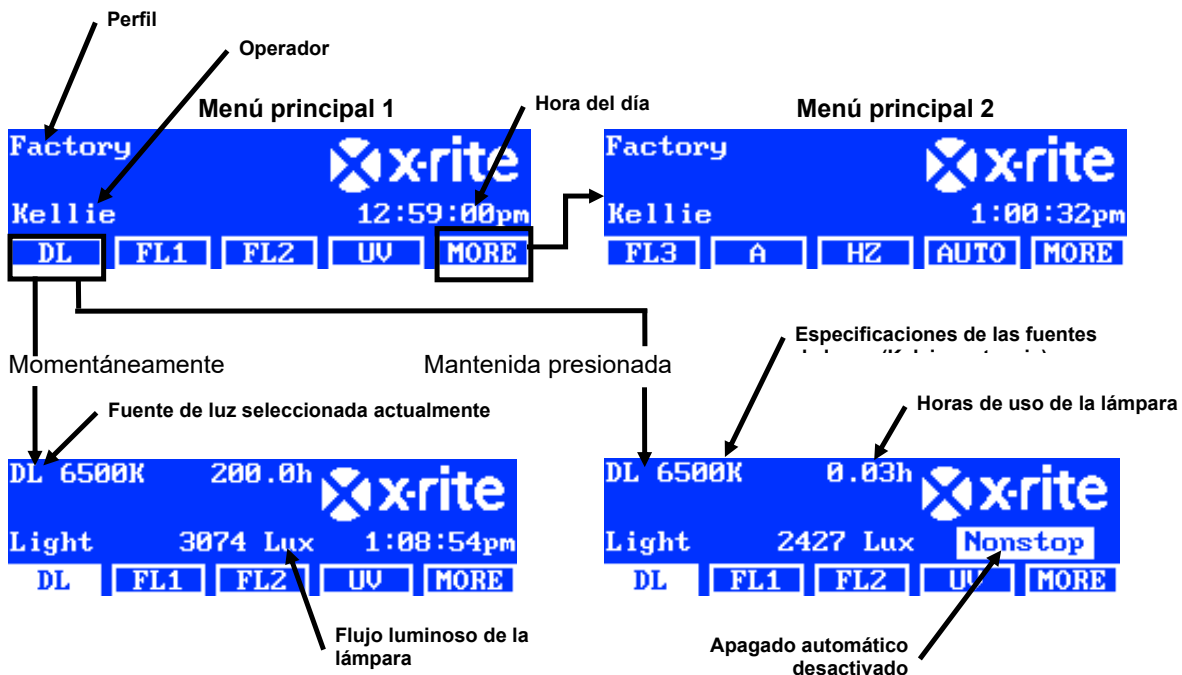 Perfil
Operador
Menú principal 1
Hora del día
Menú principal 2
Factory
x-rite
Kellie
12:59:00pm
DL FL1 FL2 UV MORE
Factory
x-rite
Kellie
1:00:32pm
FL3 A HZ AUTO MORE
Momentáneamente
Mantenida presionada
Especificaciones de las fuentes
Fuente de luz seleccionada actualmente
Horas de uso de la lámpara
DL 6500K 200.0h
x-rite
Light 3074 Lux 1:08:54pm
DL FL1 FL2 UV MORE
DL 6500K 0.03h
x-rite
Light 2427 Lux Nonstop
DL FL1 FL2 UV MORE
Flujo luminoso de la
lámpara
Apagado automático
desactivado